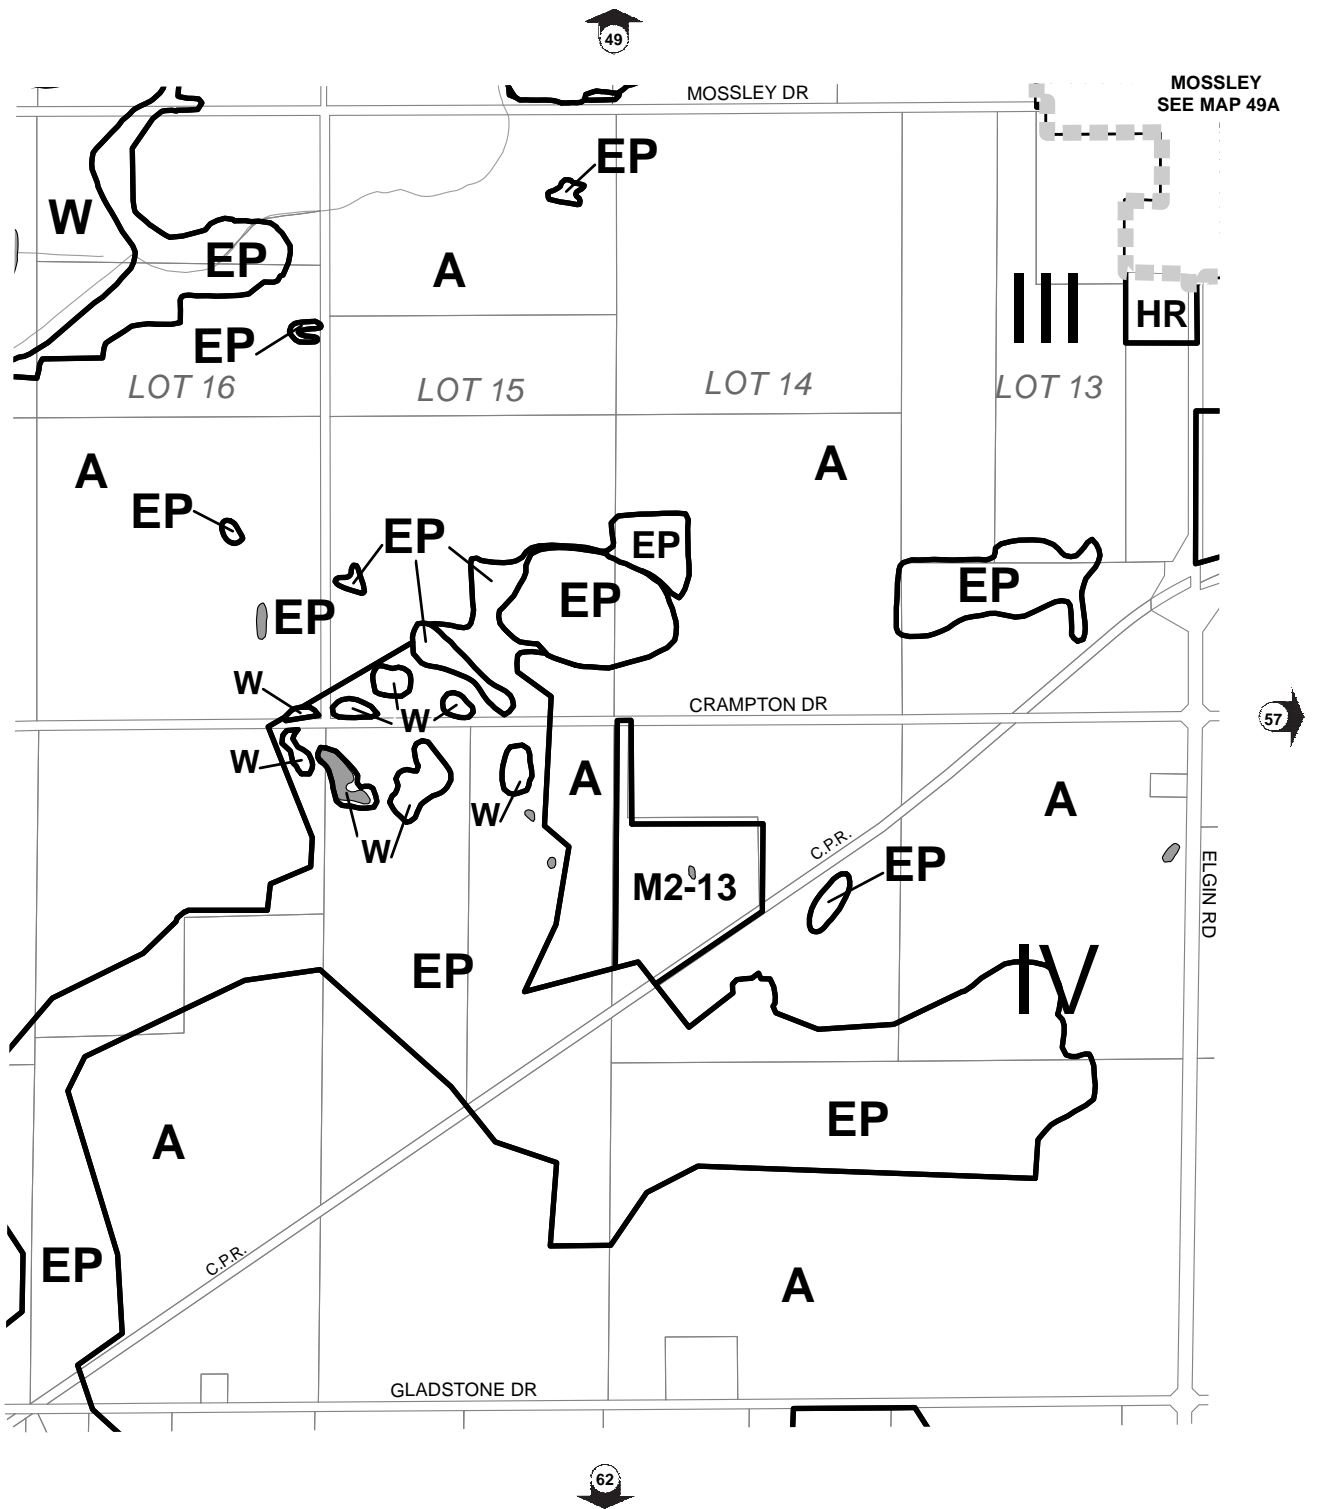 49
MOSSLEY DR
MOSSLEY
SEE MAP 49A
EP
W
EP
A
III
HR
EP
LOT 16
LOT 15
LOT 14
LOT 13
A
A
EP
EP
EP
EP
EP
EP
W
CRAMPTON DR
57
W
W
A
A
W
W
C.P.R.
EP
M2-13
ELGIN RD
EP
IV
EP
A
EP
C.P.R.
A
GLADSTONE DR
62